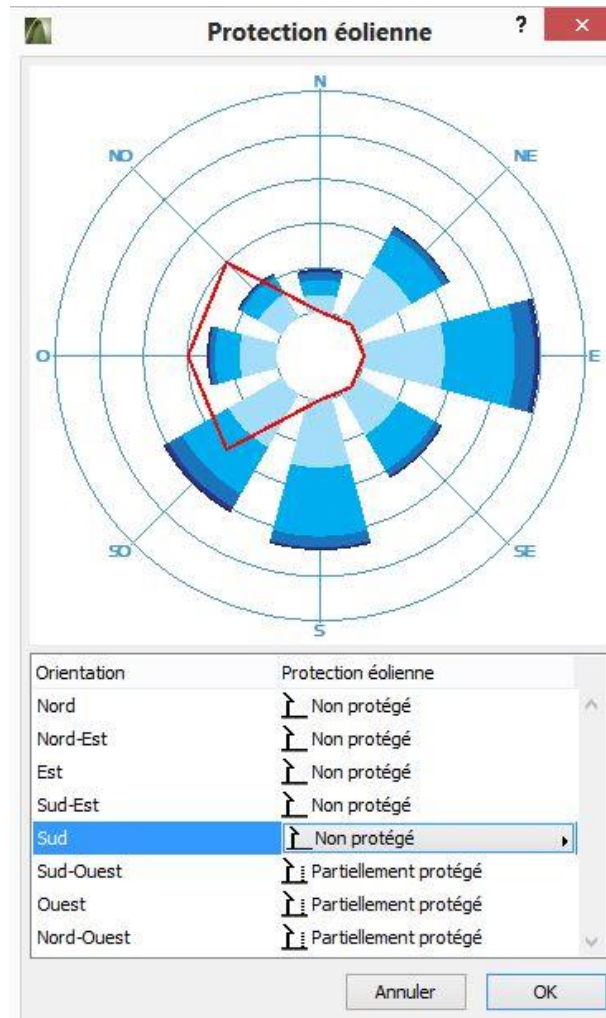 Protection éolienne ? ×
N
NO NE
O E
SO SE
S
Orientation Protection éolienne
Nord Non protégé
Nord-Est Non protégé
Est Non protégé
Sud-Est Non protégé
Sud Non protégé
Sud-Ouest Partiellement protégé
Ouest Partiellement protégé
Nord-Ouest Partiellement protégé
Annuler OK